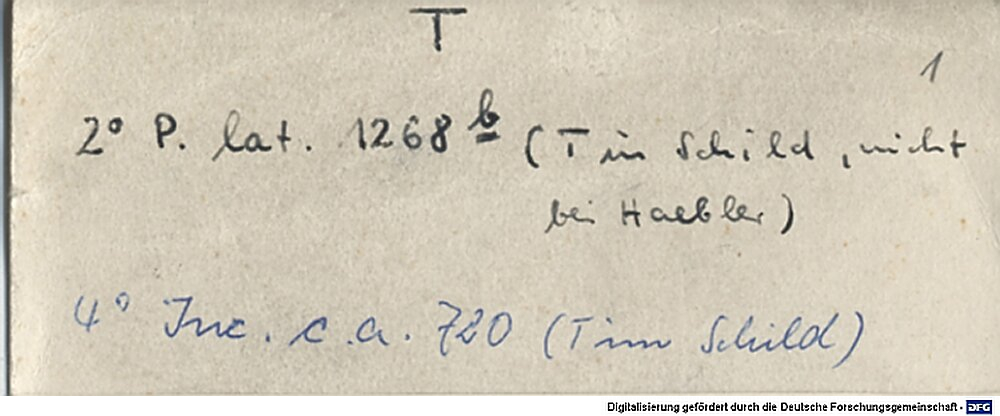 T
1
2° P. lat. 1268 b (T im Schild, nicht
bei Haebler)
4° Inc. c. a. 720 (T im Schild)
Digitalisierung gefördert durch die Deutsche Forschungsgemeinschaft - DFG